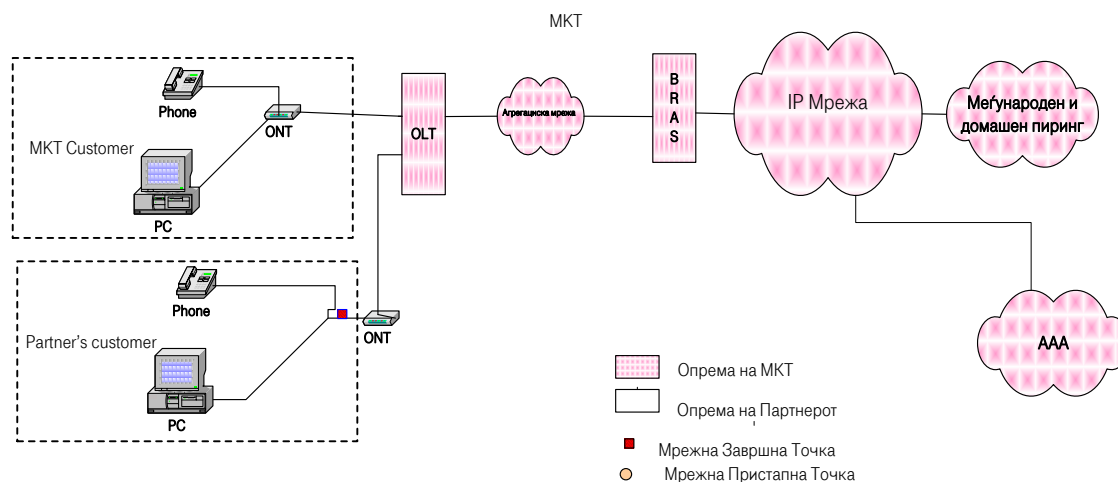 МКТ
Phone
ONT
MKT Customer
PC
OLT
Агрегациска мрежа
B
R
A
S
IP Мрежа
Меѓународен и
домашен пиринг
Phone
ONT
Partner's customer
PC
AAA
Опрема на МКТ
Опрема на Партнерот
Мрежна Завршна Точка
Мрежна Пристапна Точка